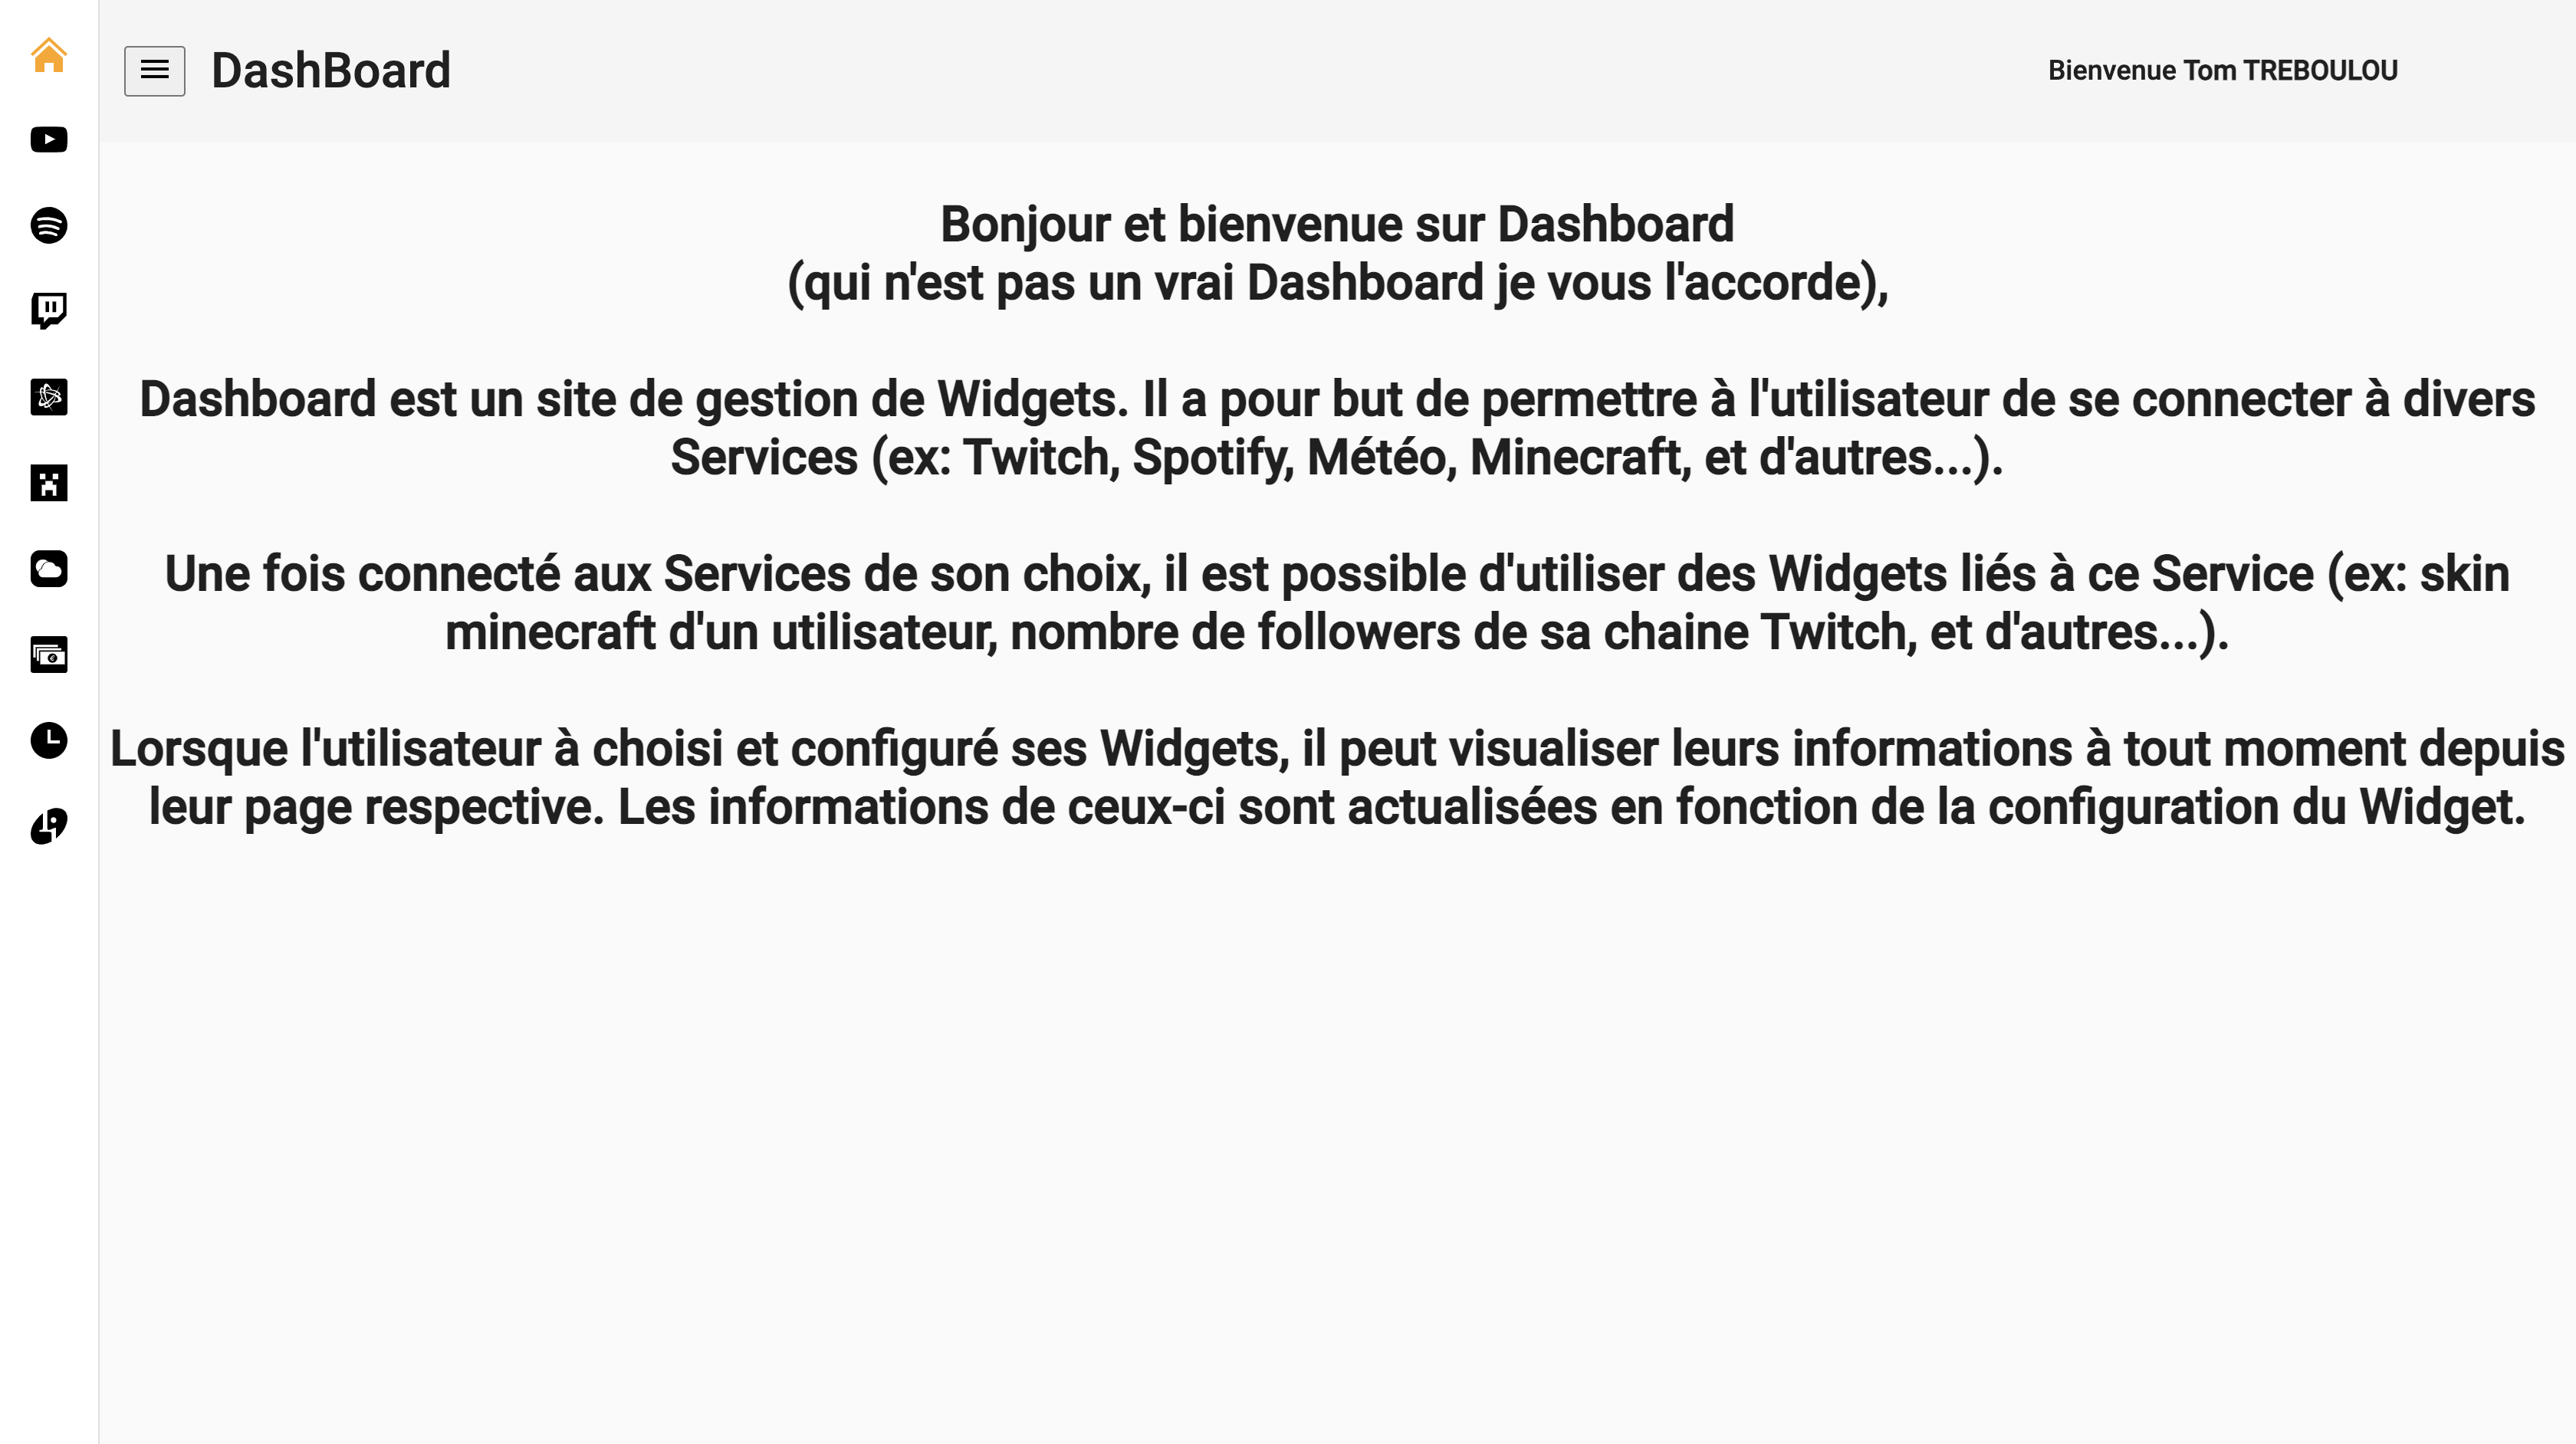 DashBoard
Bienvenue Tom TREBOULOU
Bonjour et bienvenue sur Dashboard
(qui n'est pas un vrai Dashboard je vous l'accorde),
Dashboard est un site de gestion de Widgets. Il a pour but de permettre à l'utilisateur de se connecter à divers
Services (ex: Twitch, Spotify, Météo, Minecraft, et d'autres...).
Une fois connecté aux Services de son choix, il est possible d'utiliser des Widgets liés à ce Service (ex: skin
minecraft d'un utilisateur, nombre de followers de sa chaine Twitch, et d'autres...).
Lorsque l'utilisateur à choisi et configuré ses Widgets, il peut visualiser leurs informations à tout moment depuis
leur page respective. Les informations de ceux-ci sont actualisées en fonction de la configuration du Widget.